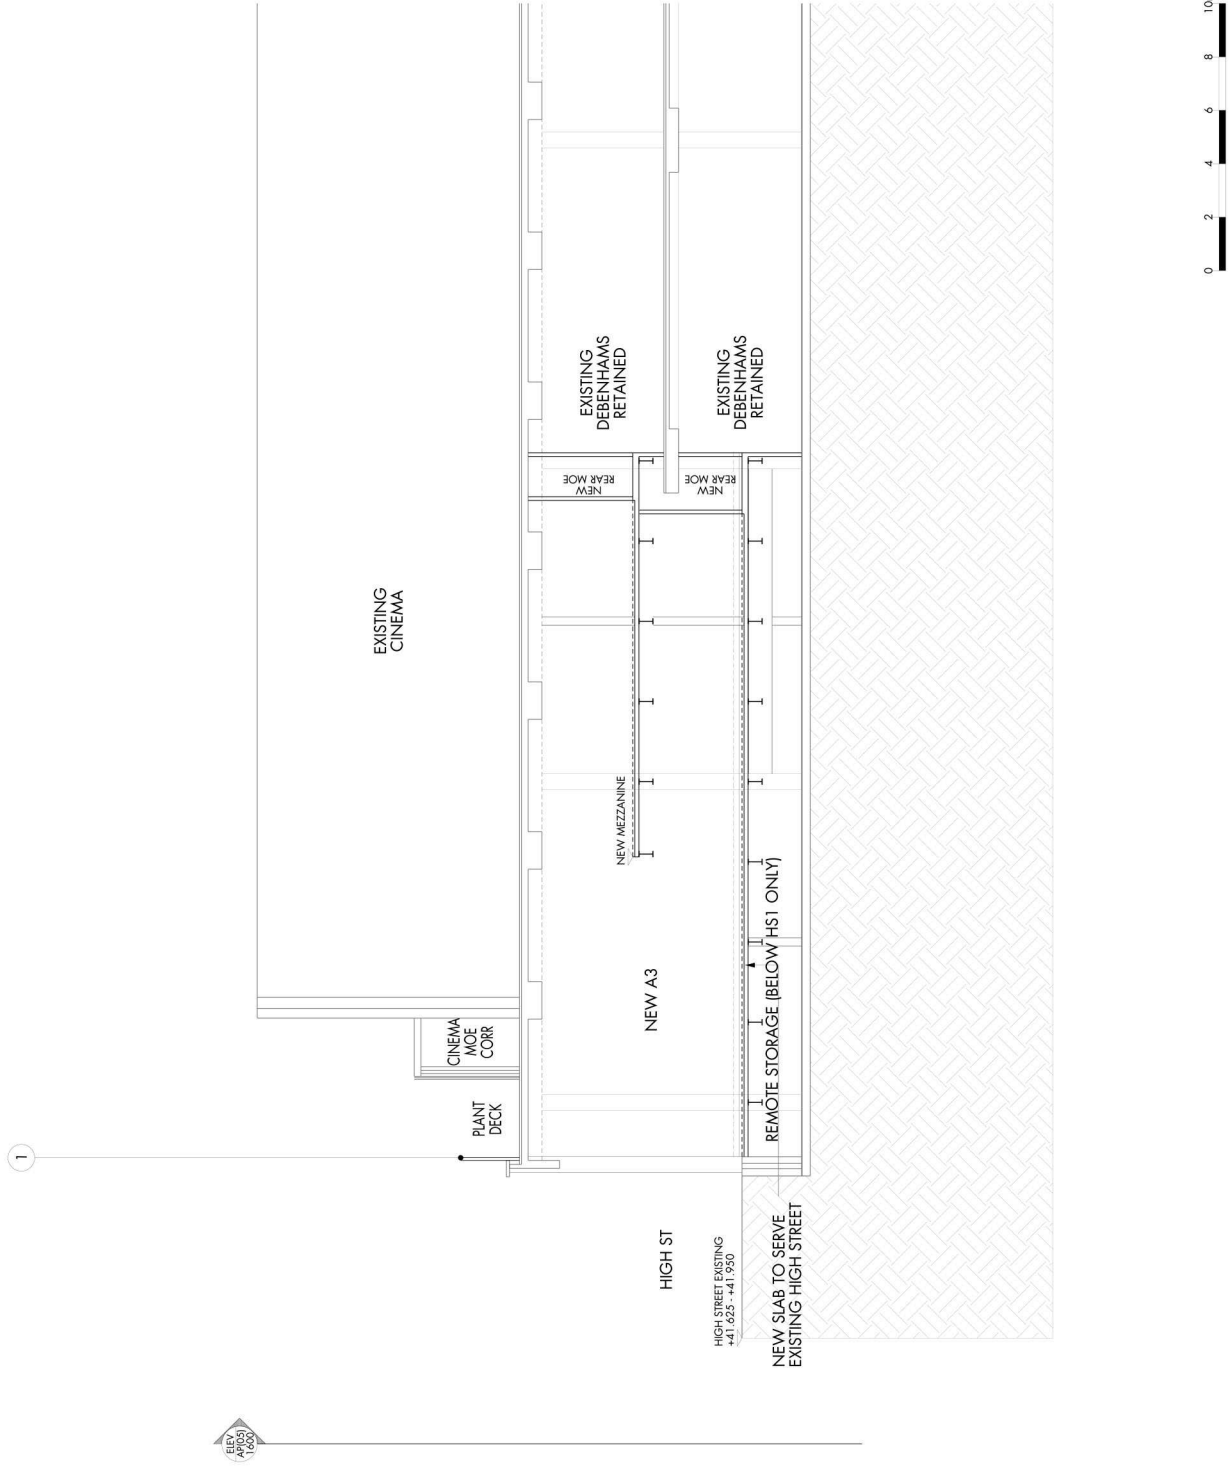 1
ELEV
AP(05)
1600
EXISTING
CINEMA
CINEMA
MOE
CORR
PLANT
DECK
EXISTING
DEBENHAMS
RETAINED
EXISTING
DEBENHAMS
RETAINED
NEW
REAR MOE
NEW
REAR MOE
NEW MEZZANINE
NEW A3
REMOTE STORAGE (BELOW HS1 ONLY)
HIGH ST
HIGH STREET EXISTING
+41.625 - +41.950
NEW SLAB TO SERVE
EXISTING HIGH STREET
0 2 4 6 8 10